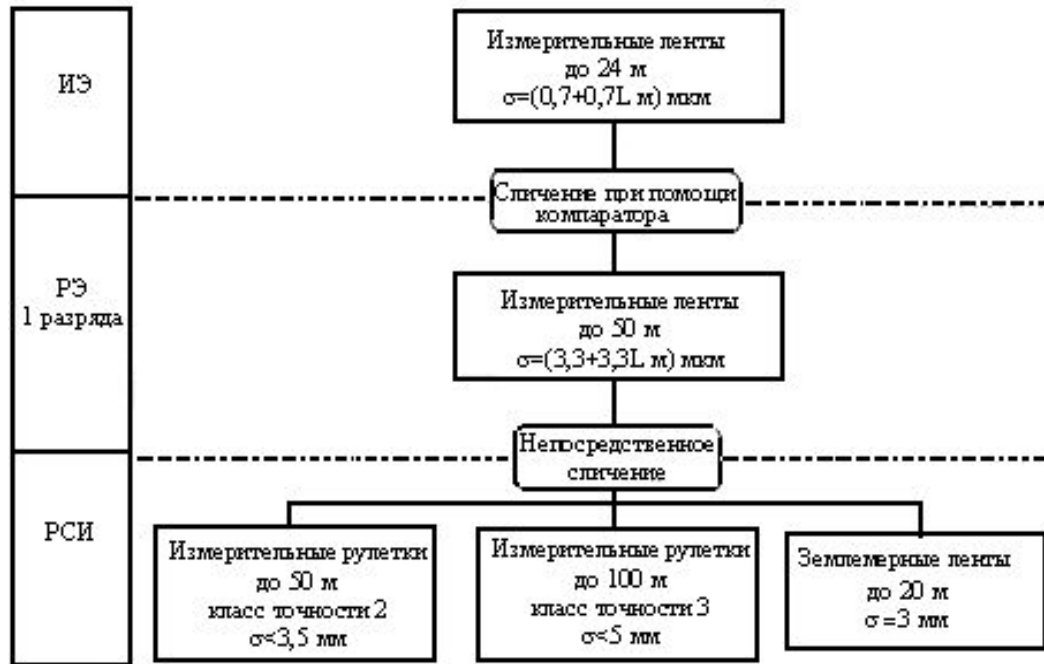 ИЭ
Измерительные ленты
до 24 м
σ=(0,7+0,7L м) мкм
Сличение при помощи
компаратора
РЭ
1 разряда
Измерительные ленты
до 50 м
σ=(3,3+3,3L м) мкм
Непосредственное
сличение
РСИ
Измерительные рулетки
до 50 м
класс точности 2
σ<3,5 мм
Измерительные рулетки
до 100 м
класс точности 3
σ<5 мм
Землемерные ленты
до 20 м
σ=3 мм